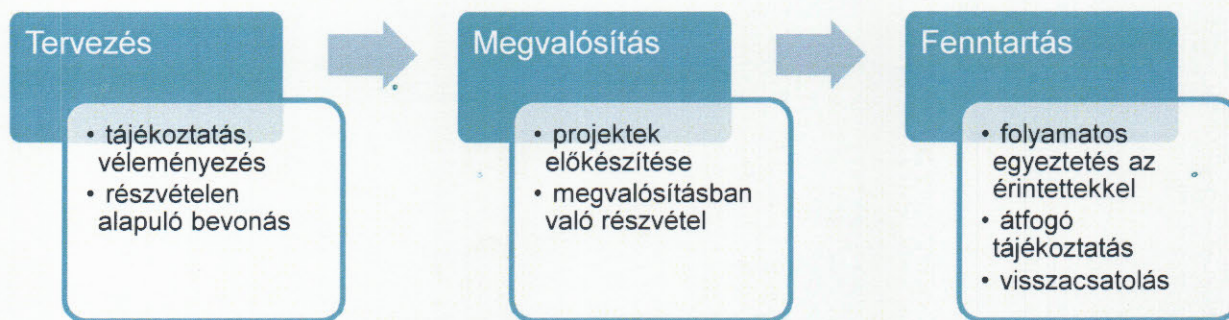 Tervezés
• tájékoztatás,
véleményezés
• részvételen
alapuló bevonás
Megvalósítás
• projektek
előkészítése
• megvalósításban
való részvétel
Fenntartás
• folyamatos
egyeztetés az
érintettekkel
• átfogó
tájékoztatás
• visszacsatolás